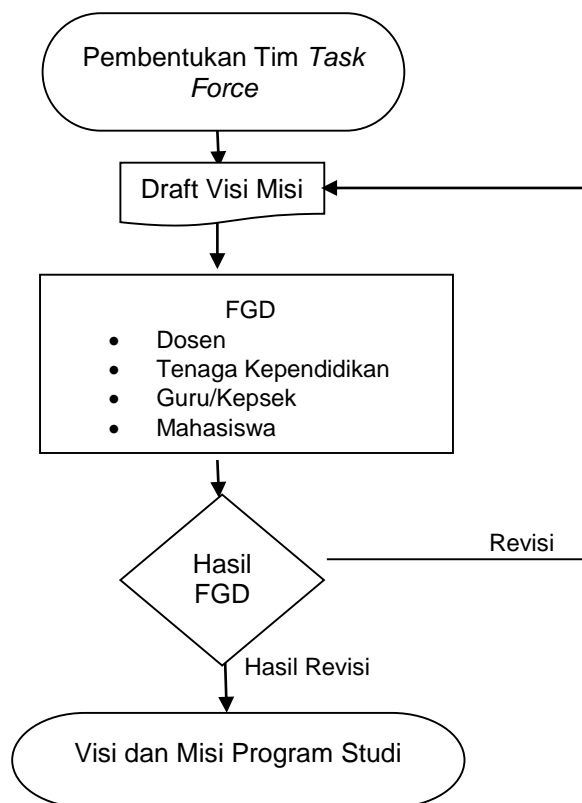 Pembentukan Tim Task
Force
Draft Visi Misi
FGD
• Dosen
• Tenaga Kependidikan
• Guru/Kepsek
• Mahasiswa
Revisi
Hasil
FGD
Hasil Revisi
Visi dan Misi Program Studi